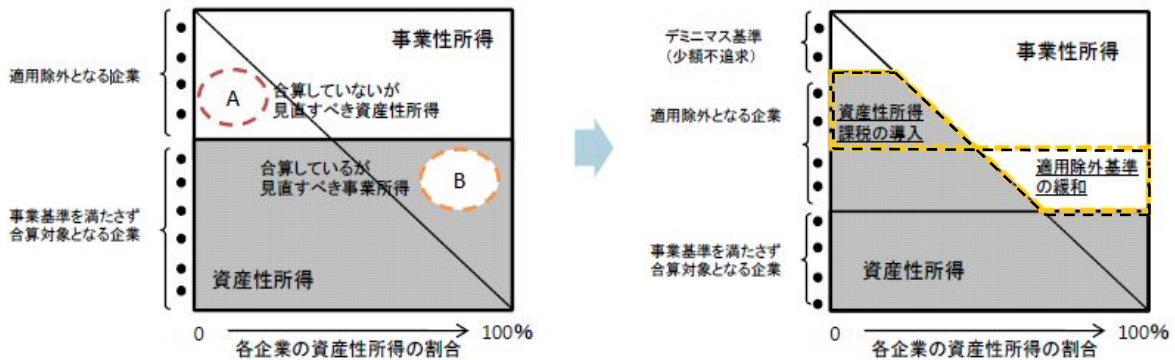 事業性所得
適用除外となる企業
A
合算していないが
見直すべき資産性所得
合算しているが
見直すべき事業所得
B
事業基準を満たさず
合算対象となる企業
資産性所得
0
100%
各企業の資産性所得の割合
デミニマス基準
(少額不追求)
事業性所得
適用除外となる企業
資産性所得
課税の導入
適用除外基準
の緩和
事業基準を満たさず
合算対象となる企業
資産性所得
0
100%
各企業の資産性所得の割合